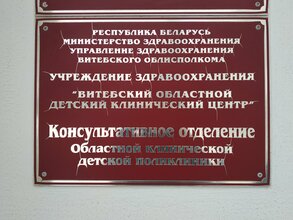 РЕСПУБЛИКА БЕЛАРУСЬ
МИНИСТЕРСТВО ЗДРАВООХРАНЕНИЯ
УПРАВЛЕНИЕ ЗДРАВООХРАНЕНИЯ
ВИТЕБСКОГО ОБЛИСПОЛКОМА
УЧРЕЖДЕНИЕ ЗДРАВООХРАНЕНИЯ
"ВИТЕБСКИЙ ОБЛАСТНОЙ
ДЕТСКИЙ КЛИНИЧЕСКИЙ ЦЕНТР"
Консультативное отделение
Областной клинической
детской поликлиники